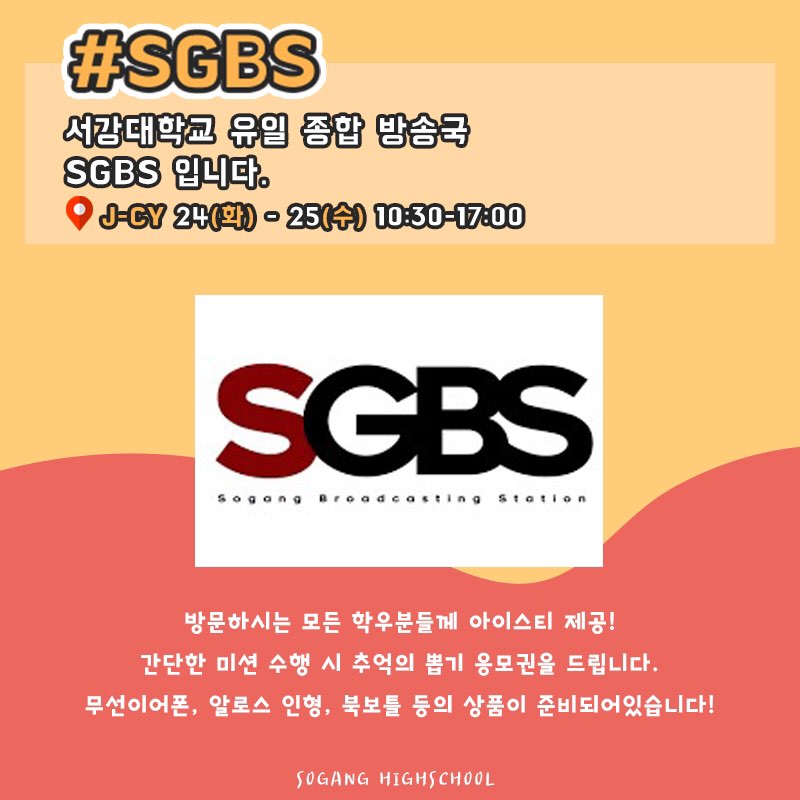 #SGBS
서강대학교 유일 종합 방송국
SGBS 입니다.
J-CY 24(화) - 25(수) 10:30-17:00
SGBS
Sogang Broadcasting Station
방문하시는 모든 학우분들께 아이스티 제공!
간단한 미션 수행 시 추억의 뽑기 응모권을 드립니다.
무선이어폰, 알로스 인형, 북보틀 등의 상품이 준비되어있습니다!
SOGANG HIGHSCHOOL